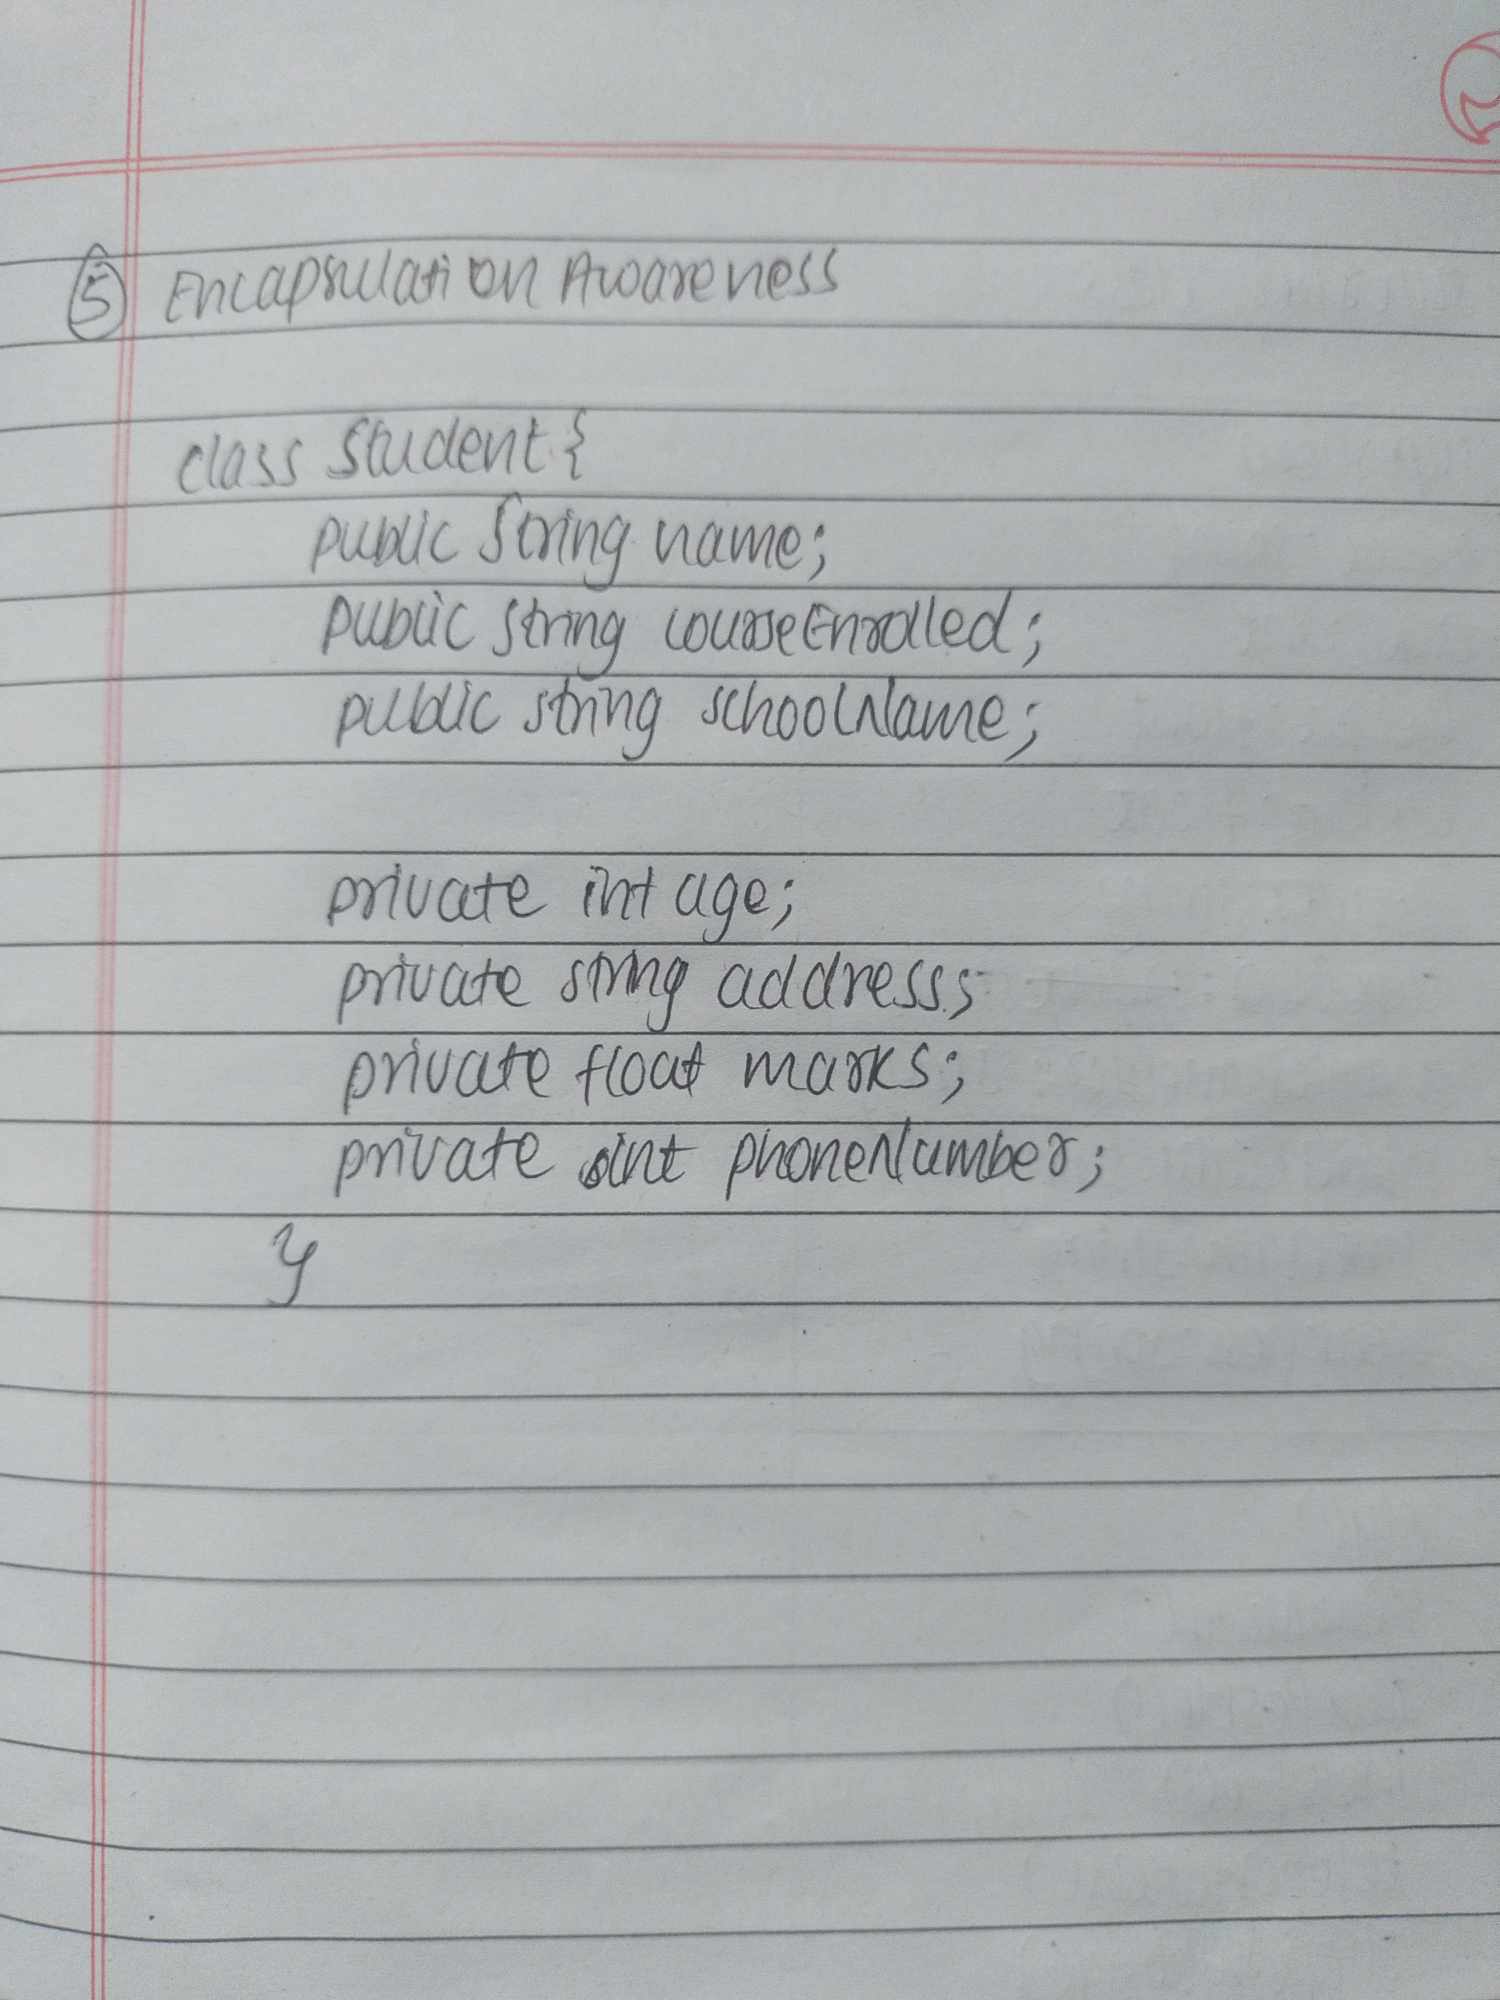 5 Encapsulation Awareness
class Student {
public String name;
public String courseEnrolled;
public String schoolName;
private int age;
private string address;
private float marks;
private int phoneNumber;
}